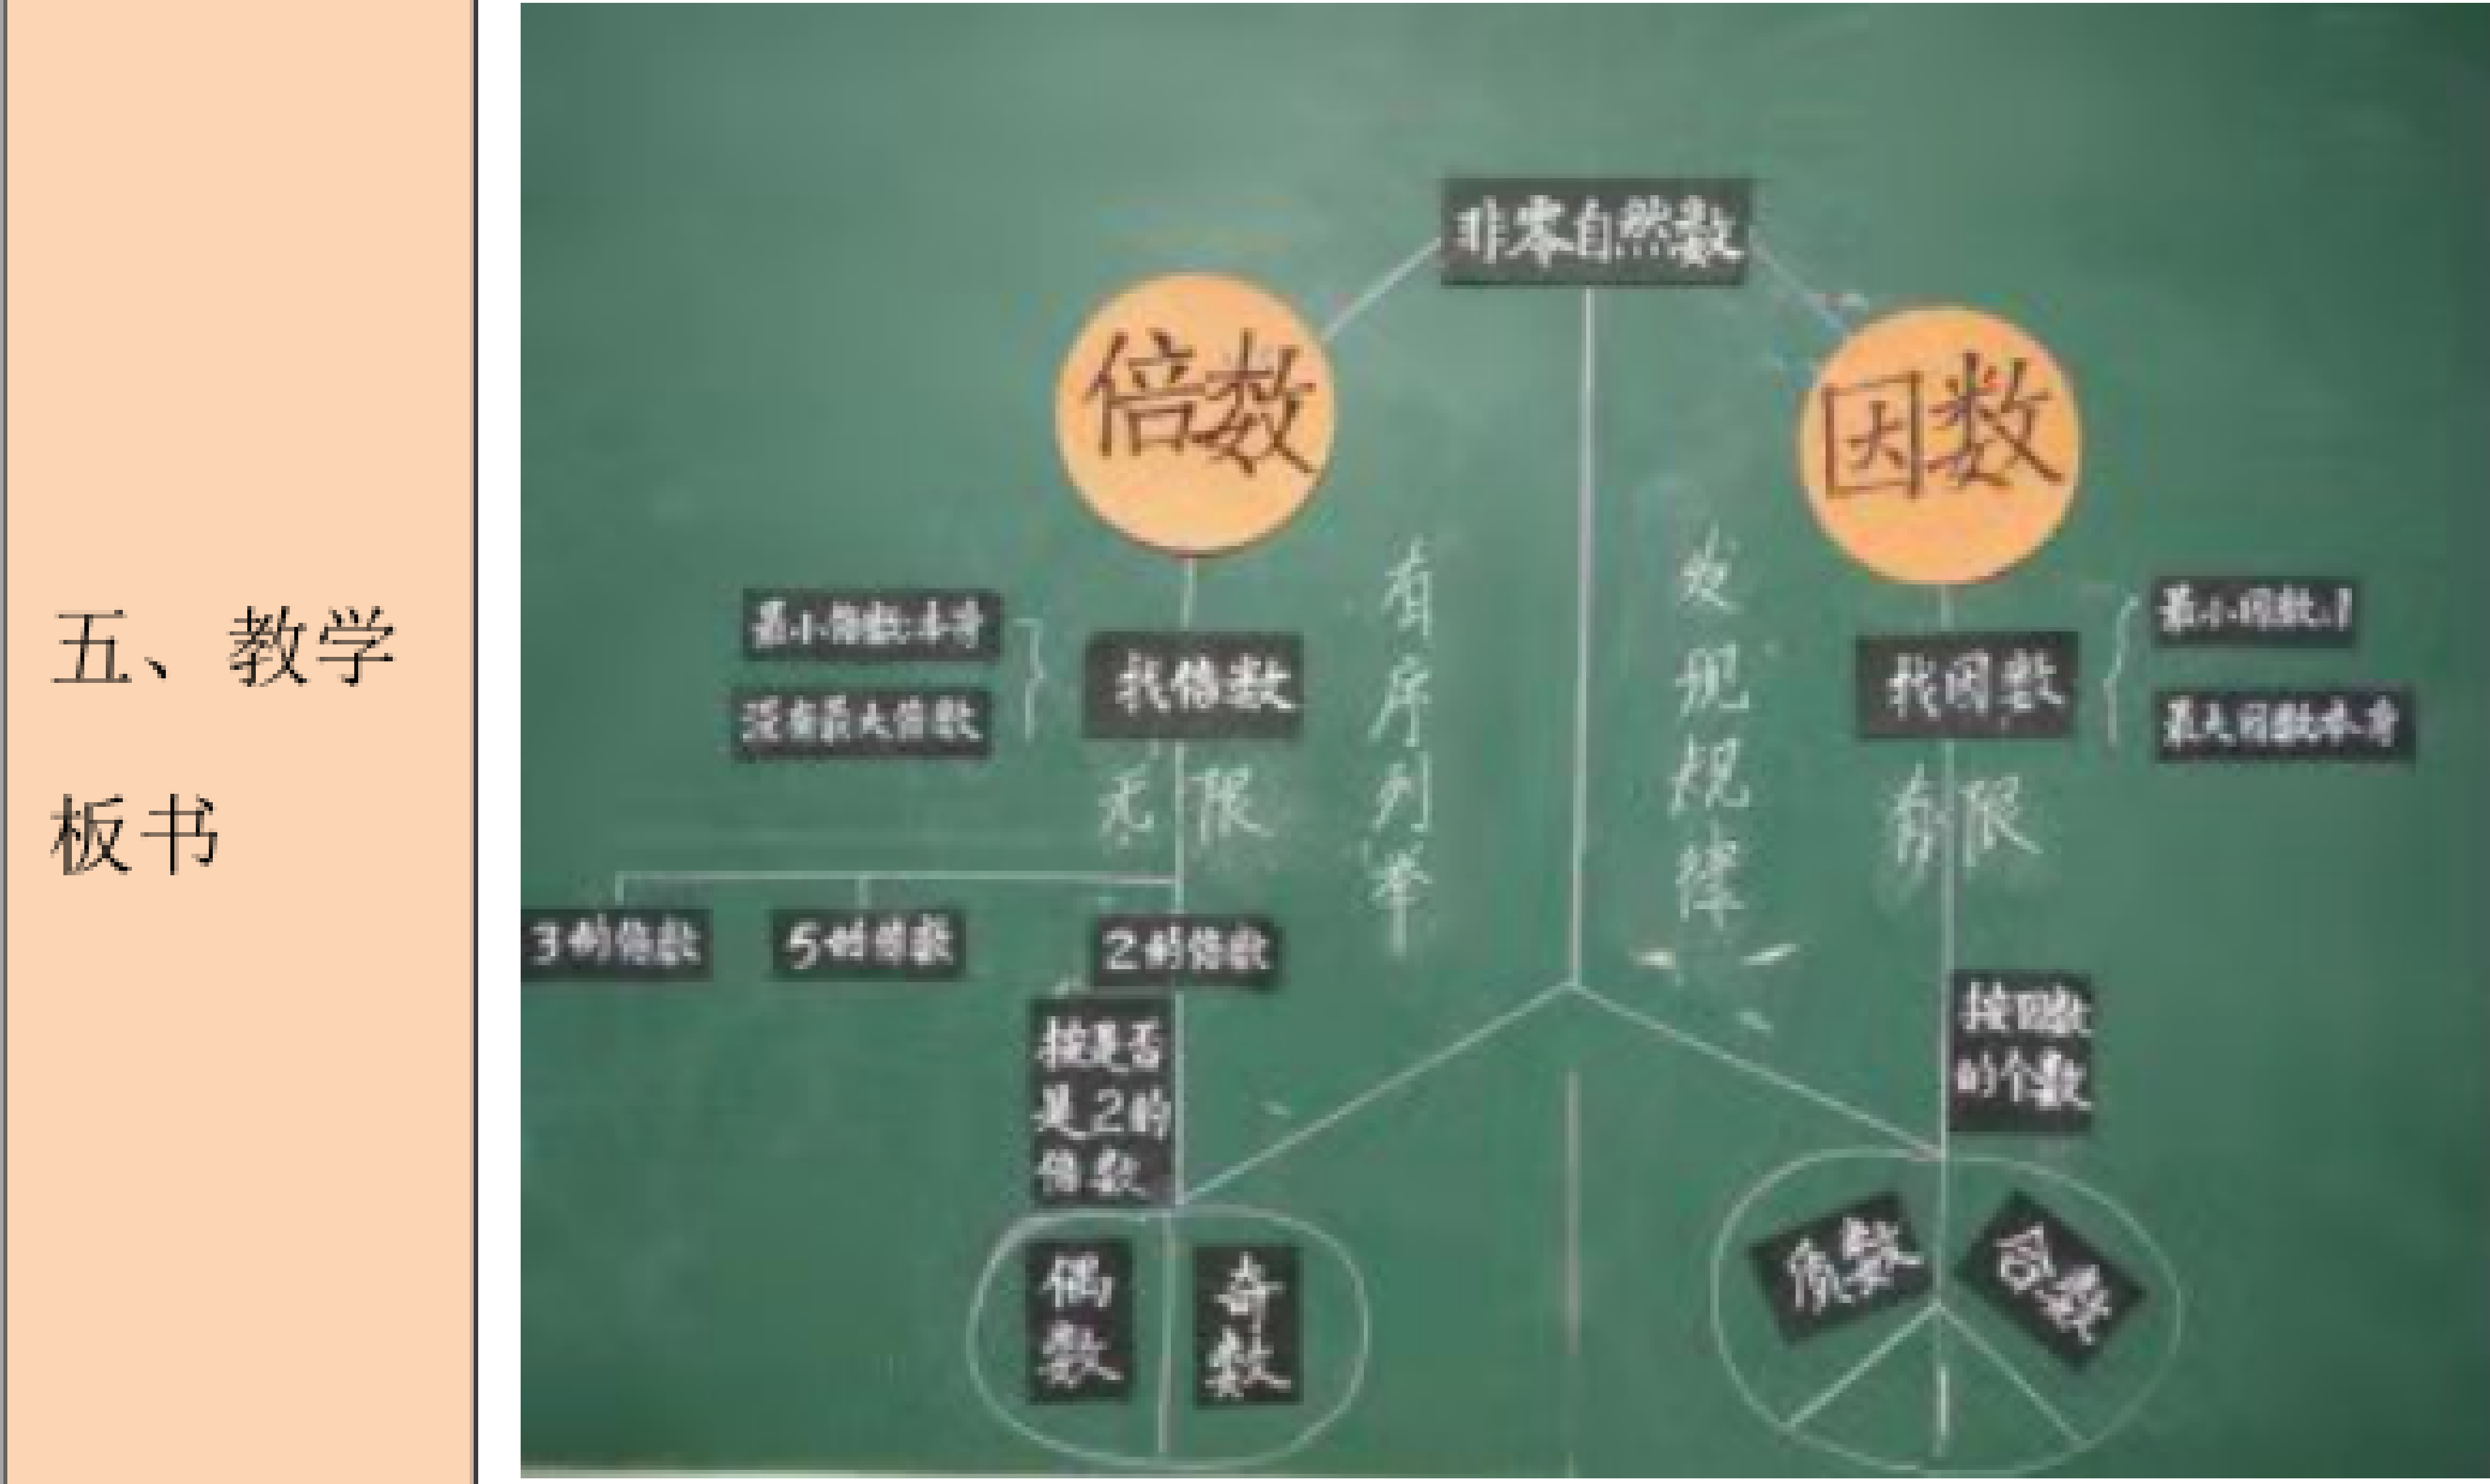 五、教学
板书
非零自然数
倍数
因数
有序列举
发现规律
最小倍数:本身
没有最大倍数
找倍数
找因数
最小因数:1
最大因数:本身
无限
有限
3的倍数
5的倍数
2的倍数
按是否
是2的
倍数
按因数
的个数
偶数
奇数
质数
合数